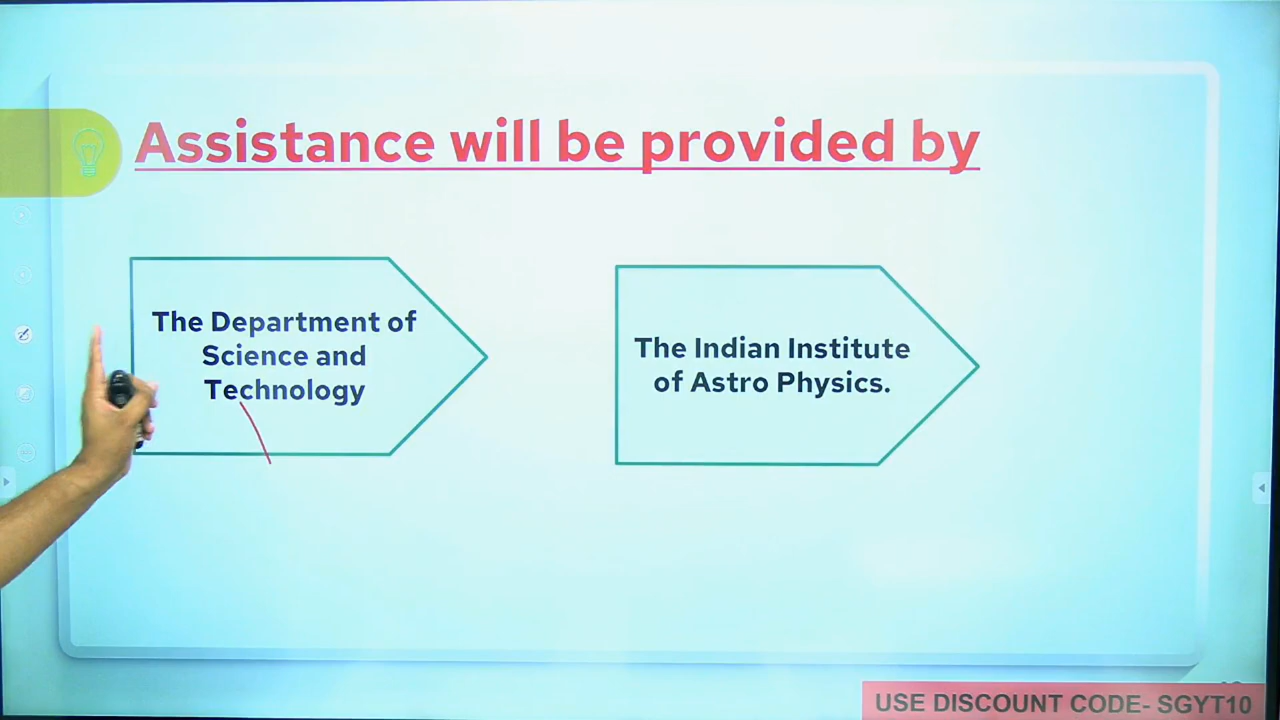 Assistance will be provided by
The Department of
Science and
Technology
The Indian Institute
of Astro Physics.
USE DISCOUNT CODE- SGYT10